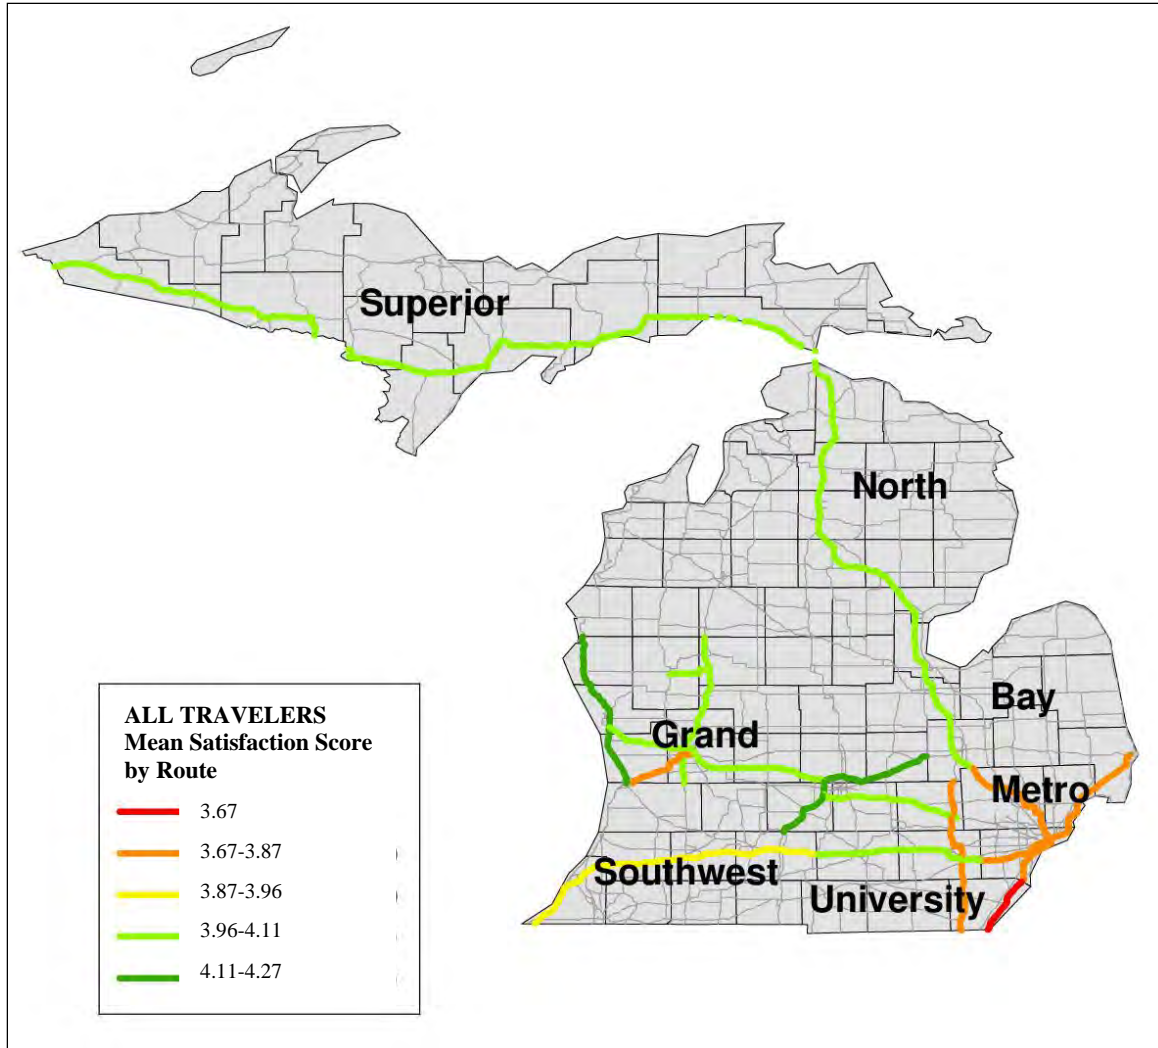 Superior
North
Bay
Grand
Metro
Southwest
University
ALL TRAVELERS
Mean Satisfaction Score
by Route
3.67
3.67-3.87
3.87-3.96
3.96-4.11
4.11-4.27